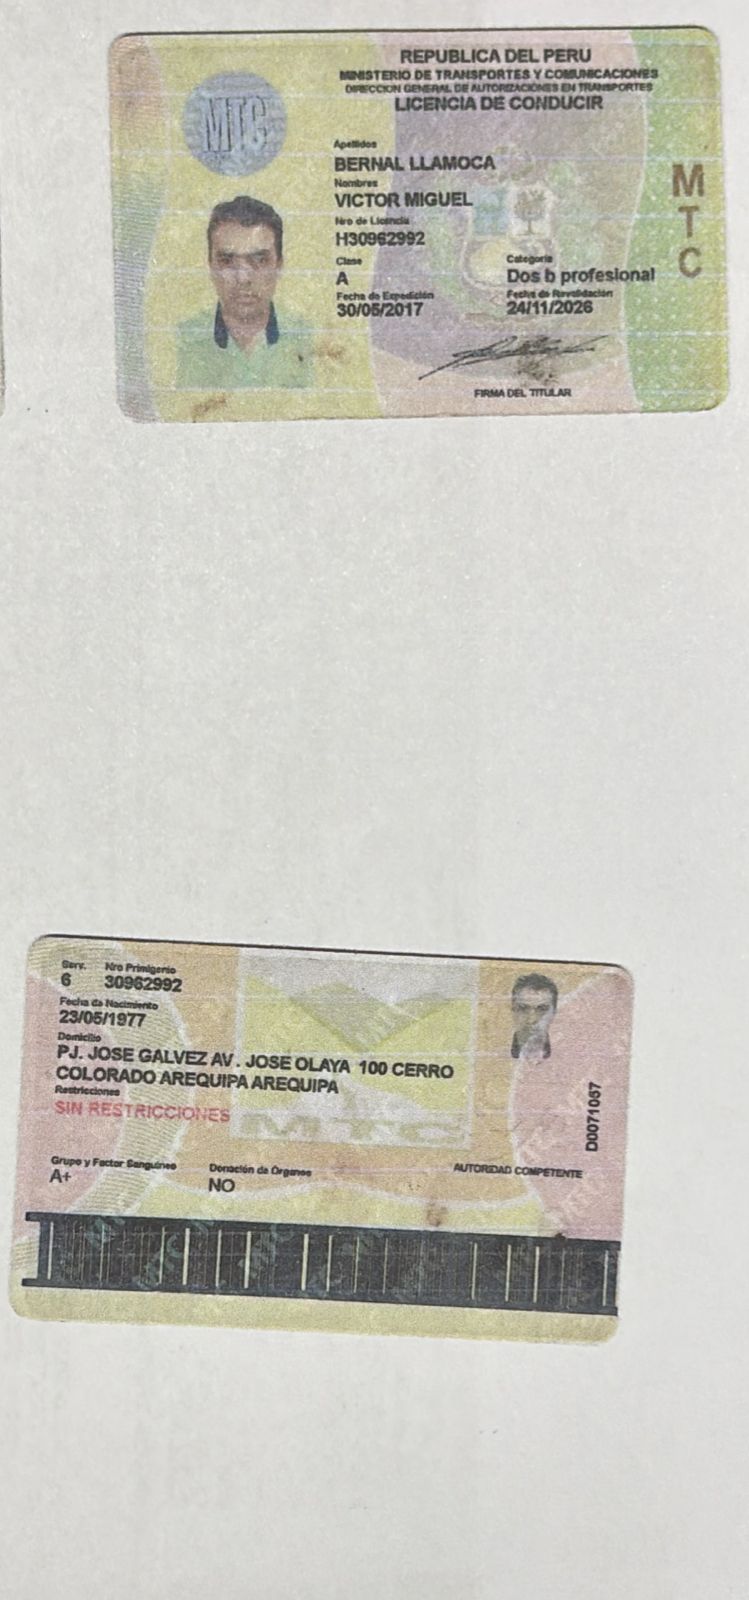 REPUBLICA DEL PERU
MINISTERIO DE TRANSPORTES Y COMUNICACIONES
DIRECCION GENERAL DE AUTORIZACIONES EN TRANSPORTES
LICENCIA DE CONDUCIR
MTC
Apellidos
BERNAL LLAMOCA
Nombres
VICTOR MIGUEL
Nro de Licencia
H30962992
Clase Categoria
A Dos b profesional
Fecha de Expedición Fecha de Revalidación
30/05/2017 24/11/2026
FIRMA DEL TITULAR
M
T
C
Serv. Nro Primigenio
6 30962992
Fecha de Nacimiento
23/05/1977
Domicilio
PJ. JOSE GALVEZ AV. JOSE OLAYA 100 CERRO
COLORADO AREQUIPA AREQUIPA
Restricciones
SIN RESTRICCIONES
MTC
D0071057
Grupo y Factor Sanguineo Donación de Órganos AUTORIDAD COMPETENTE
A+ NO